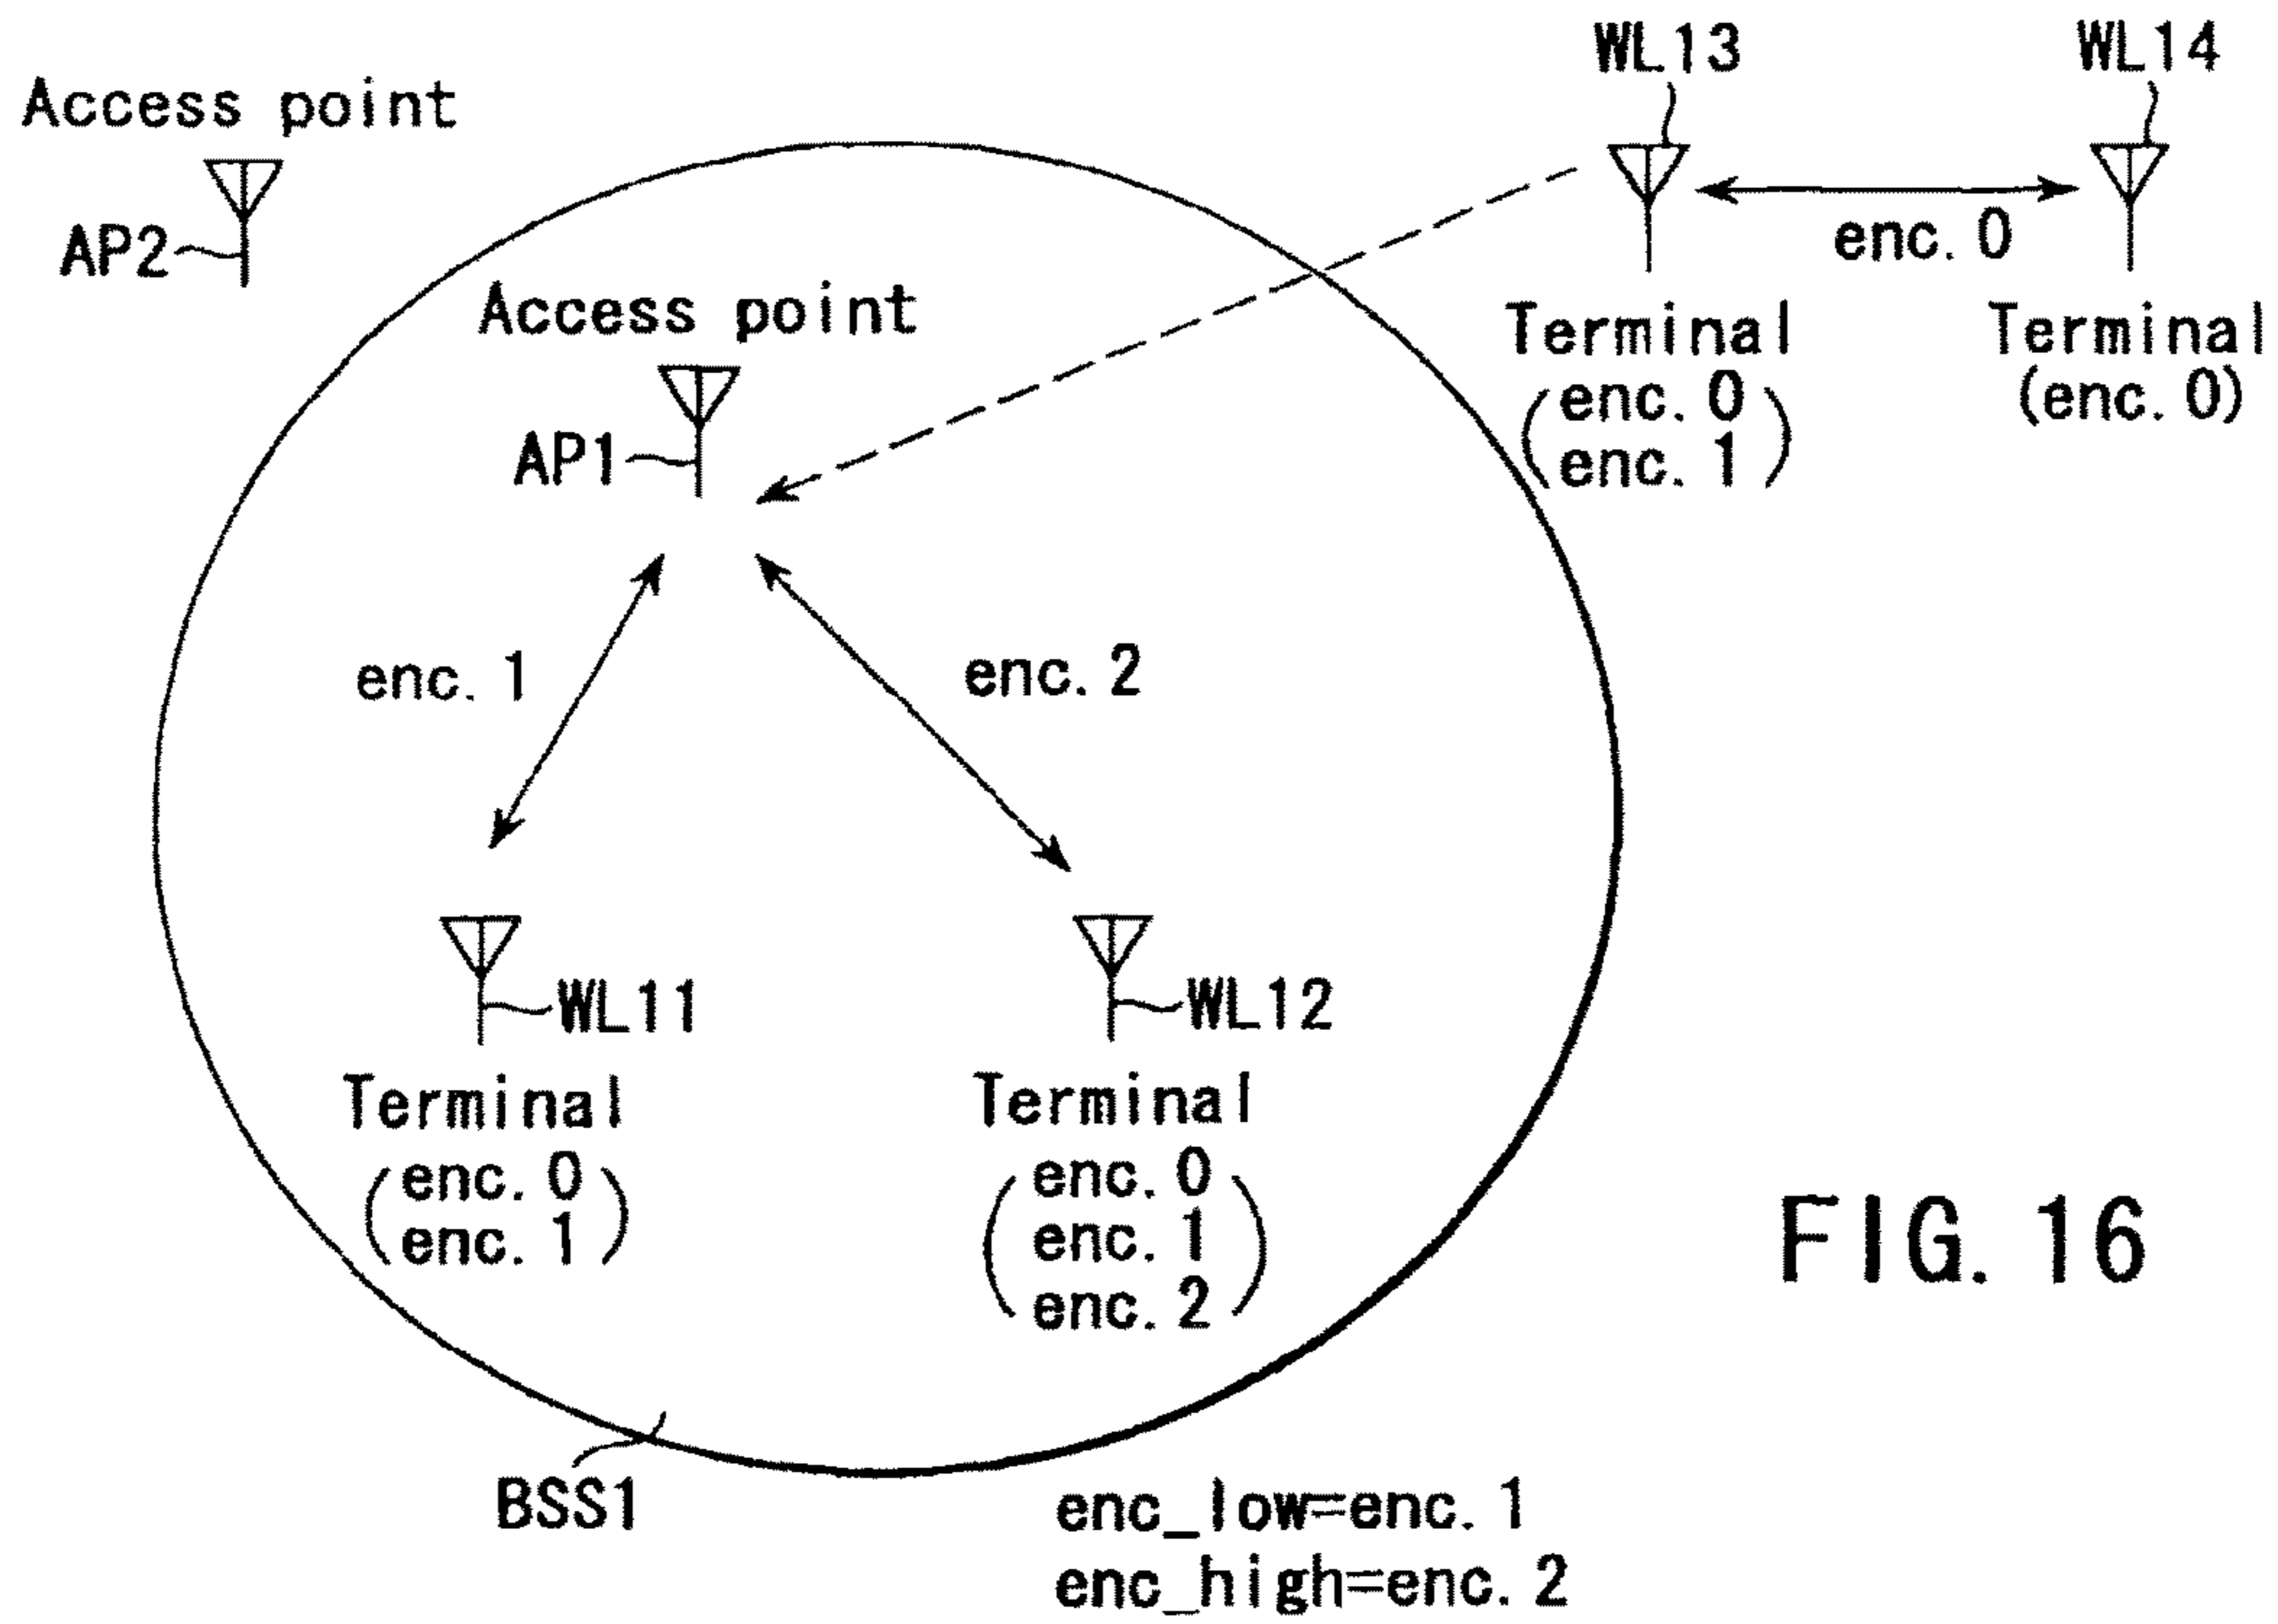 Access point
AP2
WL13
WL14
enc. 0
Terminal
(enc. 0
enc. 1)
Terminal
(enc. 0)
Access point
AP1
enc. 1
enc. 2
WL11
Terminal
(enc. 0
enc. 1)
WL12
Terminal
(enc. 0
enc. 1
enc. 2)
BSS1
enc_low=enc. 1
enc_high=enc. 2
FIG. 16